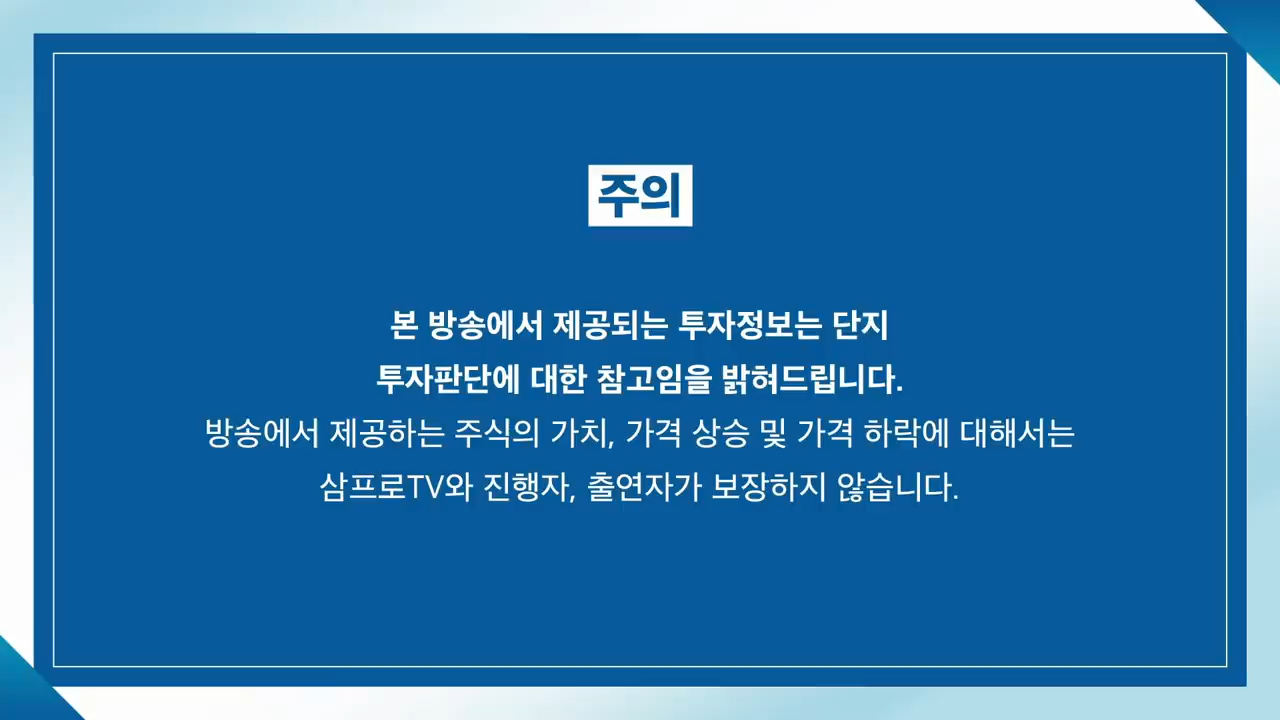 주의
본 방송에서 제공되는 투자정보는 단지
투자판단에 대한 참고임을 밝혀드립니다.
방송에서 제공하는 주식의 가치, 가격 상승 및 가격 하락에 대해서는
삼프로TV와 진행자, 출연자가 보장하지 않습니다.